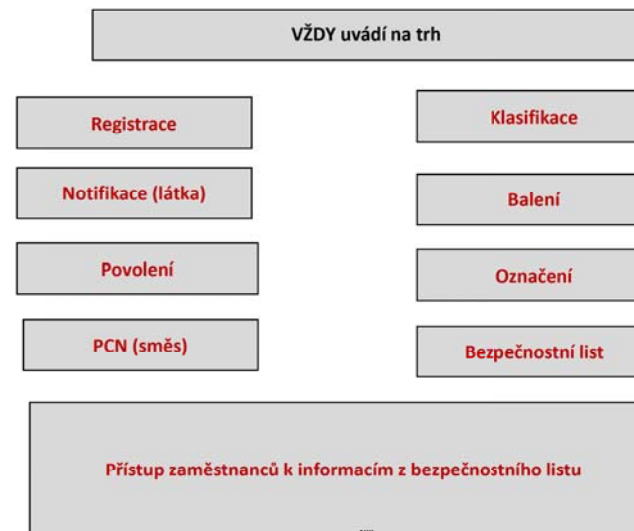 VŽDY uvádí na trh
Registrace
Klasifikace
Notifikace (látka)
Balení
Povolení
Označení
PCN (směs)
Bezpečnostní list
Přístup zaměstnanců k informacím z bezpečnostního listu